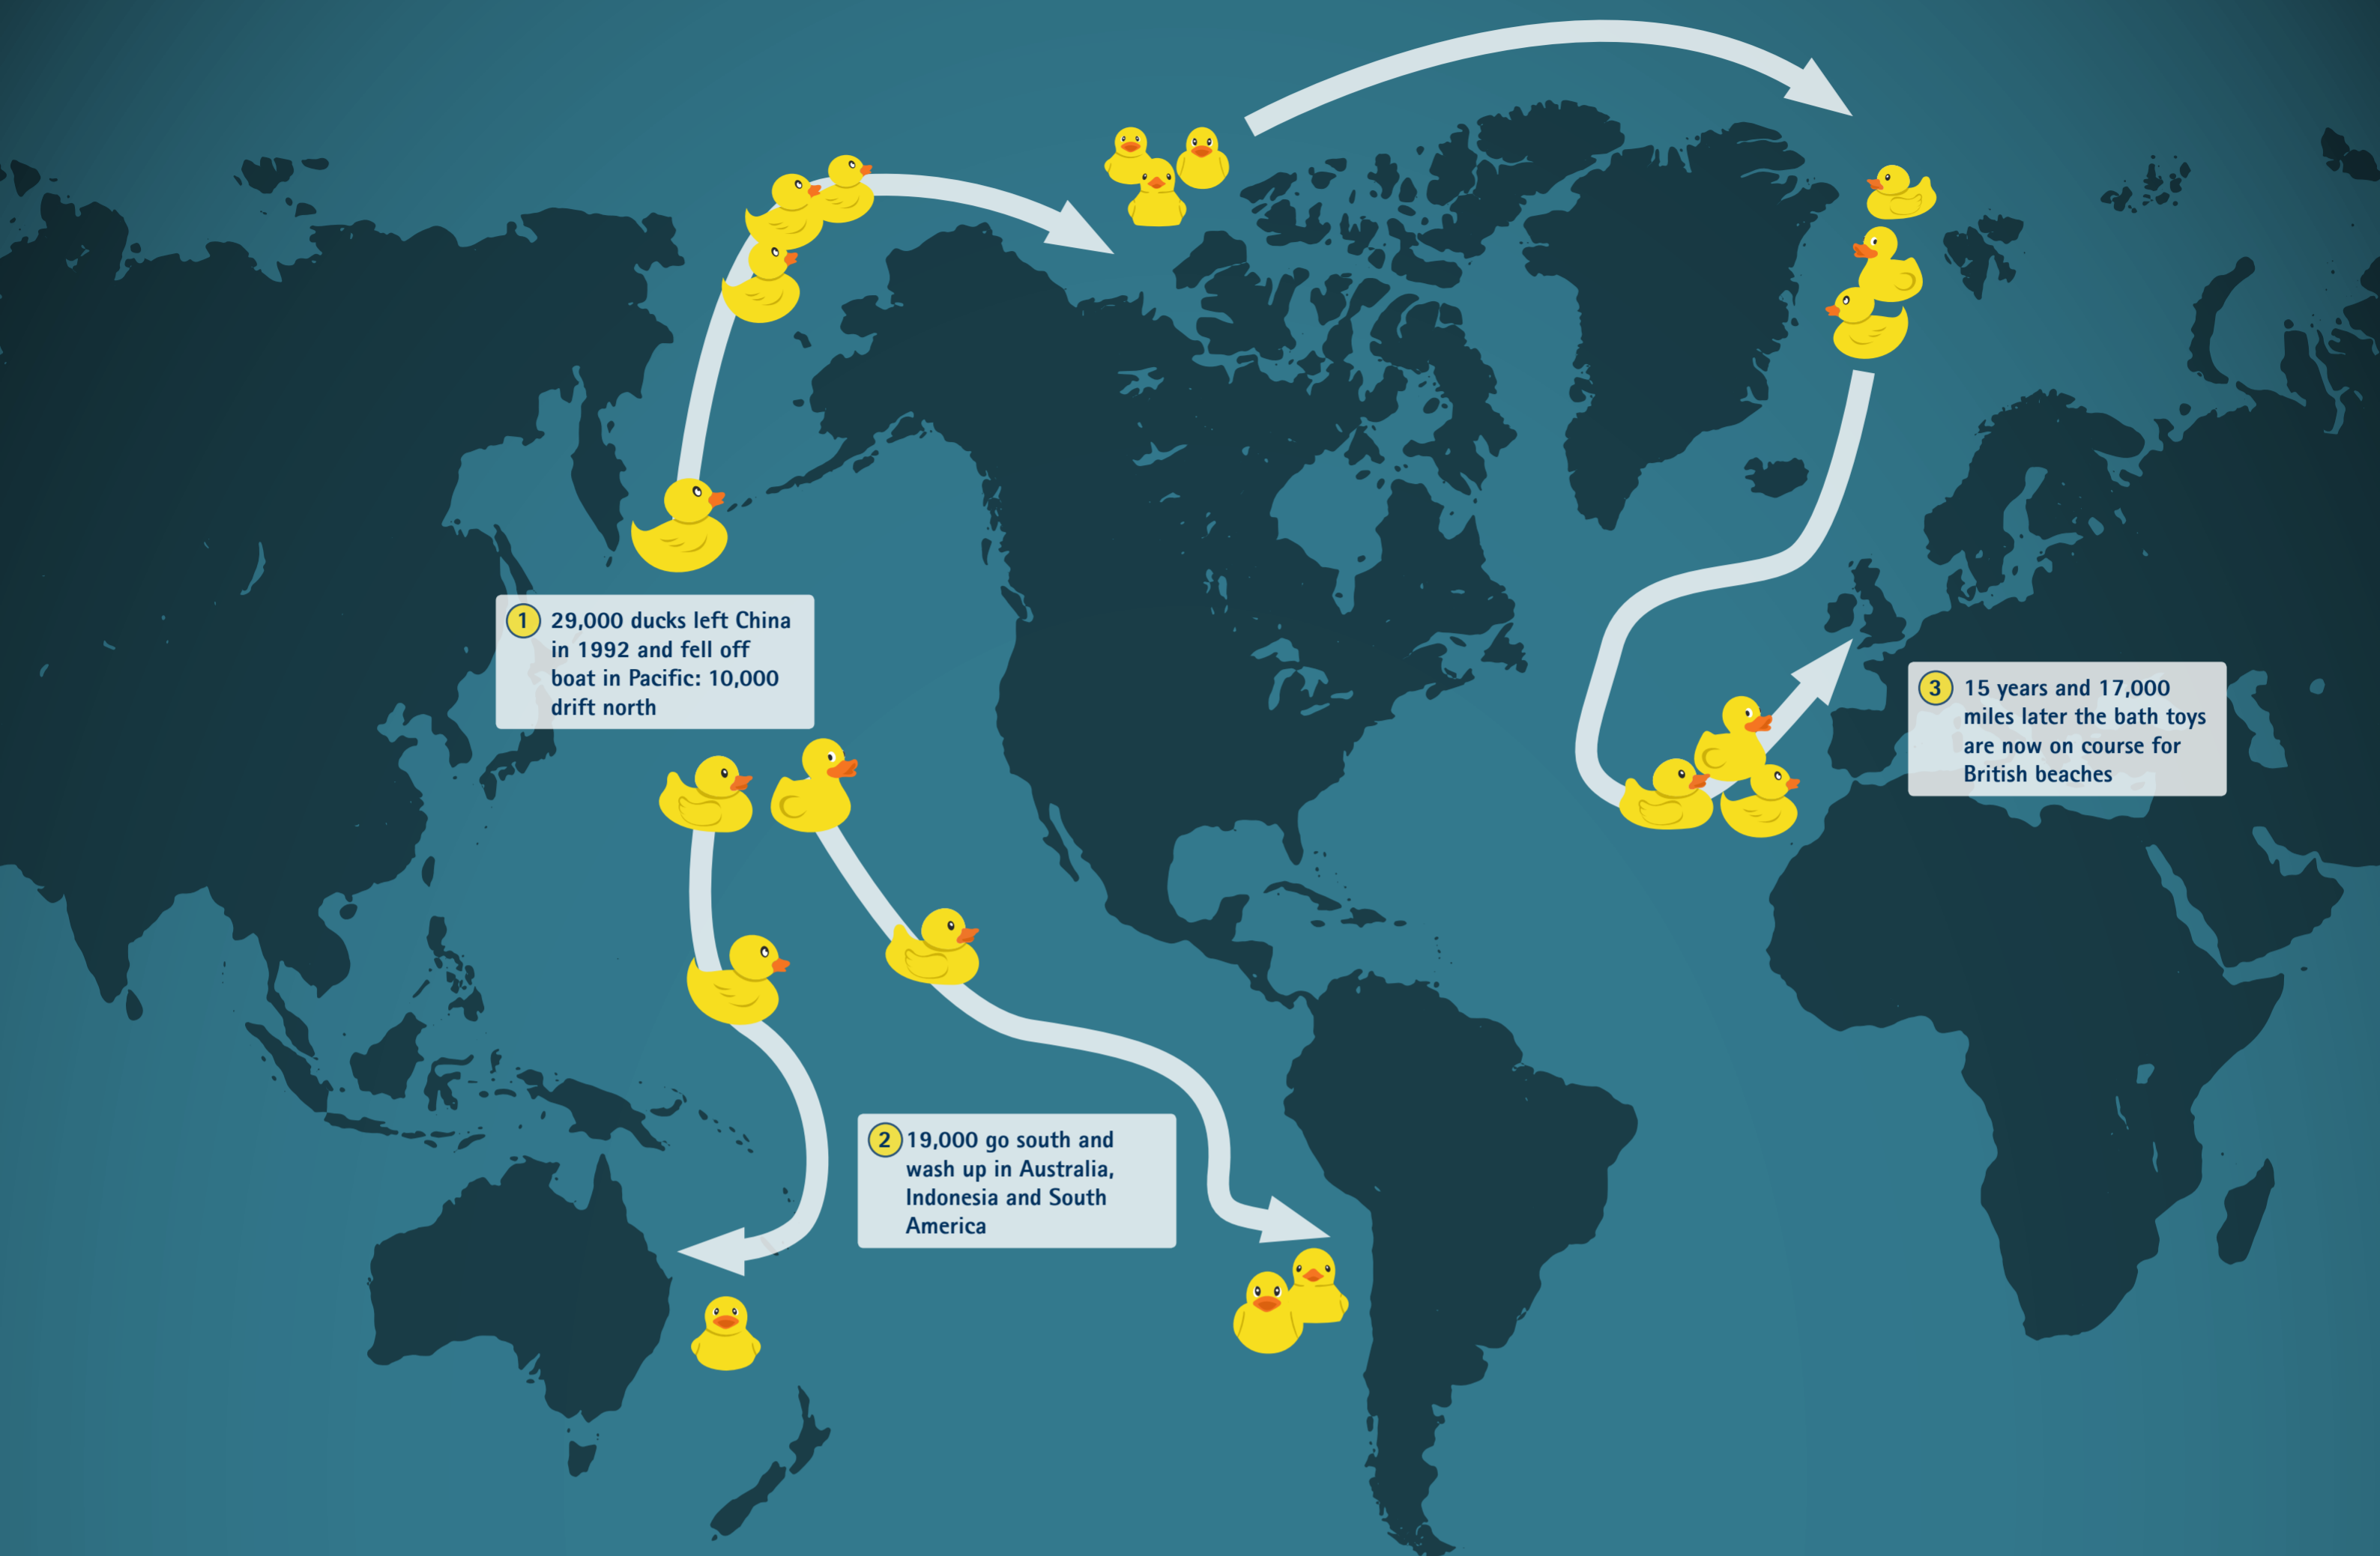 1 29,000 ducks left China
in 1992 and fell off
boat in Pacific: 10,000
drift north
2 19,000 go south and
wash up in Australia,
Indonesia and South
America
3 15 years and 17,000
miles later the bath toys
are now on course for
British beaches